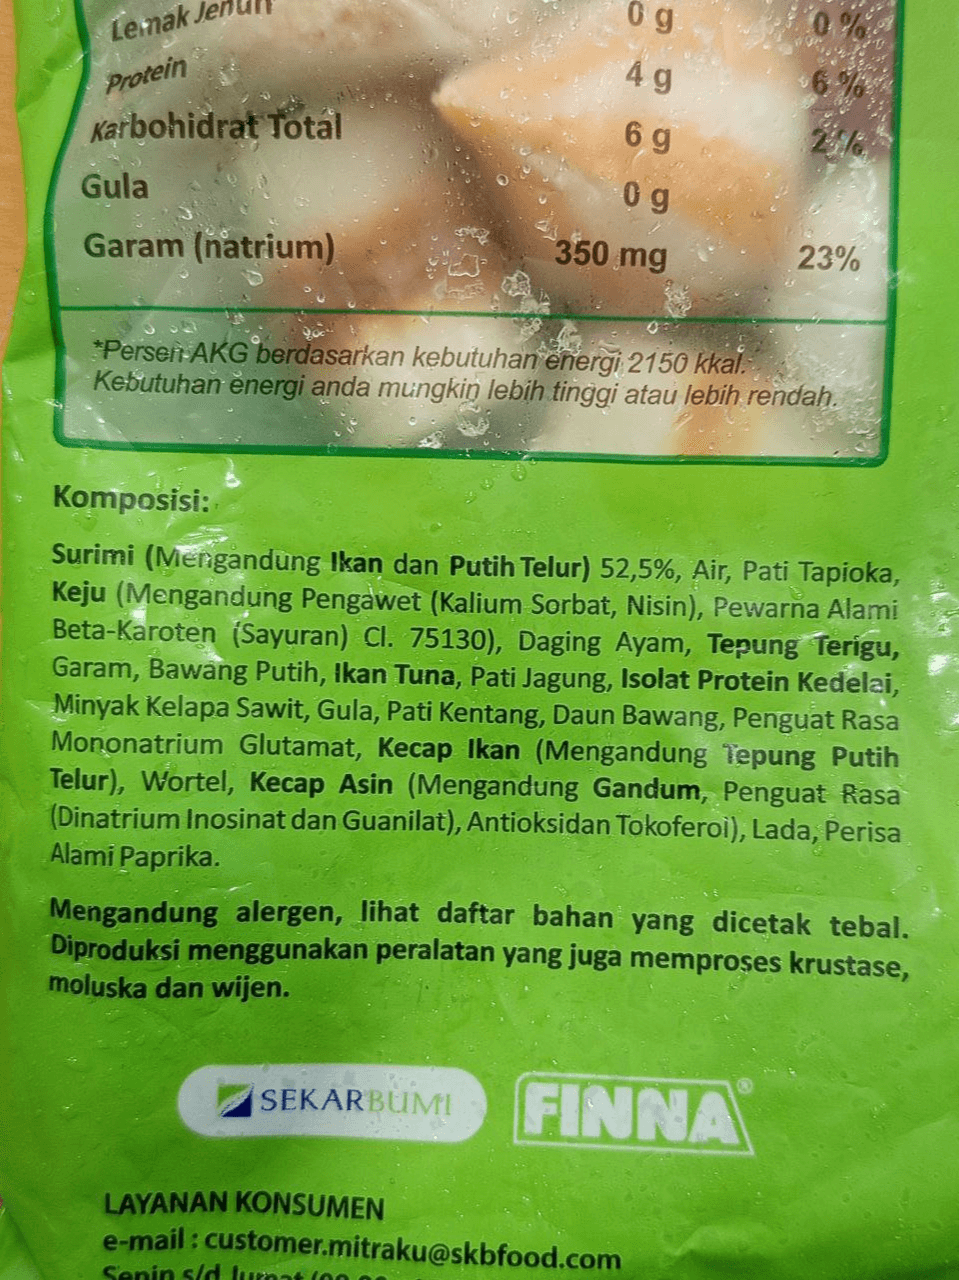 Lemak Jenuh 0 g 0 %
Protein 4 g 6 %
Karbohidrat Total 6 g 2 %
Gula 0 g
Garam (natrium) 350 mg 23%
*Persen AKG berdasarkan kebutuhan energi 2150 kkal.
Kebutuhan energi anda mungkin lebih tinggi atau lebih rendah.
Komposisi:
Surimi (Mengandung Ikan dan Putih Telur) 52,5%, Air, Pati Tapioka,
Keju (Mengandung Pengawet (Kalium Sorbat, Nisin), Pewarna Alami
Beta-Karoten (Sayuran) Cl. 75130), Daging Ayam, Tepung Terigu,
Garam, Bawang Putih, Ikan Tuna, Pati Jagung, Isolat Protein Kedelai,
Minyak Kelapa Sawit, Gula, Pati Kentang, Daun Bawang, Penguat Rasa
Mononatrium Glutamat, Kecap Ikan (Mengandung Tepung Putih
Telur), Wortel, Kecap Asin (Mengandung Gandum, Penguat Rasa
(Dinatrium Inosinat dan Guanilat), Antioksidan Tokoferol), Lada, Perisa
Alami Paprika.
Mengandung alergen, lihat daftar bahan yang dicetak tebal.
Diproduksi menggunakan peralatan yang juga memproses krustase,
moluska dan wijen.
SEKARBUMI FINNA®
LAYANAN KONSUMEN
e-mail : customer.mitraku@skbfood.com
Senin s/d Jumat